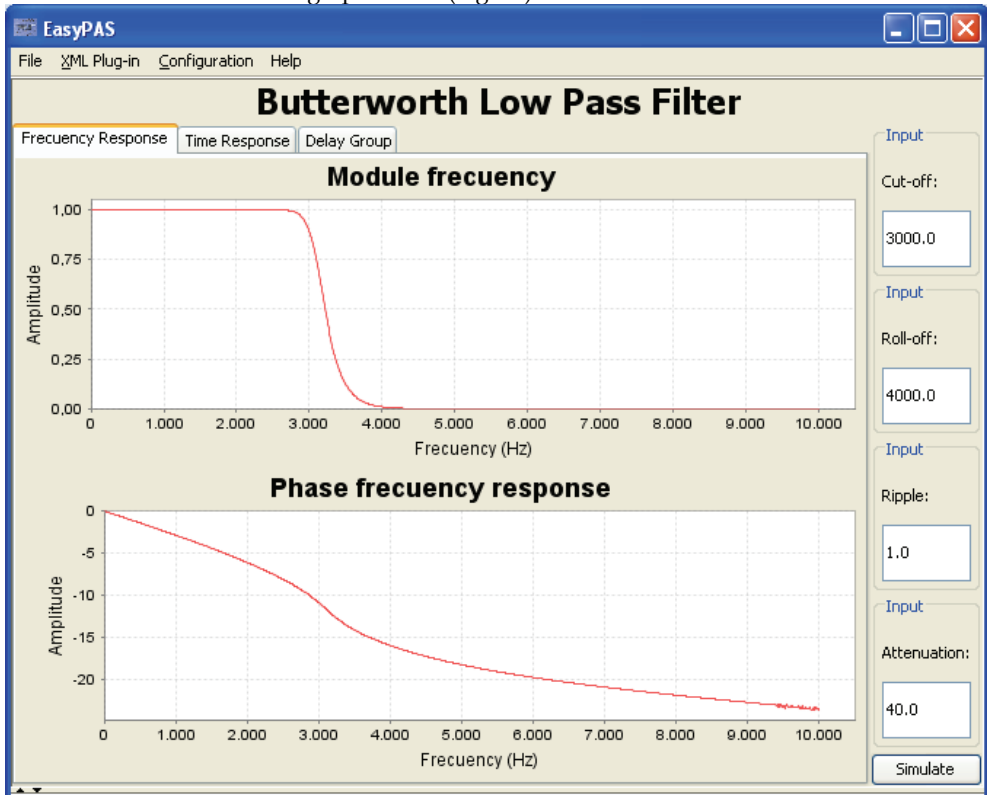 EasyPAS
File XML Plug-in Configuration Help
Butterworth Low Pass Filter
Frecuency Response Time Response Delay Group
Module frecuency
Amplitude
1,00
0,75
0,50
0,25
0,00
0 1.000 2.000 3.000 4.000 5.000 6.000 7.000 8.000 9.000 10.000
Frecuency (Hz)
Phase frecuency response
Amplitude
0
-5
-10
-15
-20
0 1.000 2.000 3.000 4.000 5.000 6.000 7.000 8.000 9.000 10.000
Frecuency (Hz)
Input
Cut-off:
3000.0
Input
Roll-off:
4000.0
Input
Ripple:
1.0
Input
Attenuation:
40.0
Simulate